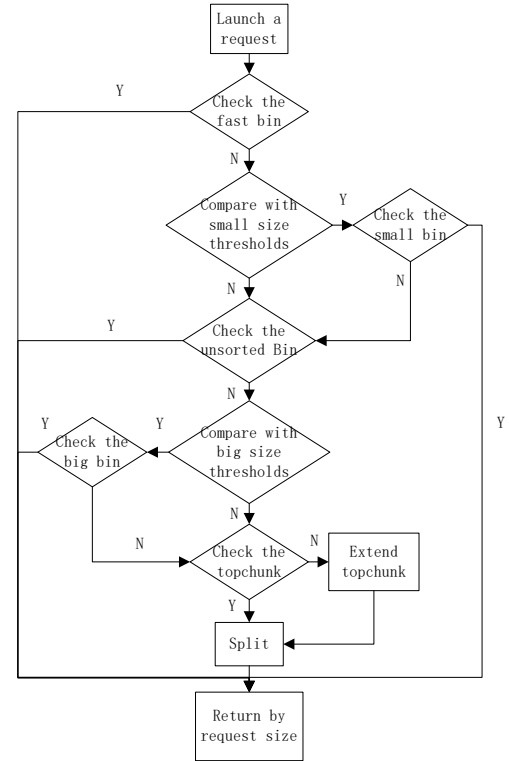 Launch a
request
Y
Check the
fast bin
N
Compare with
small size
thresholds
Y
Check the
small bin
N
N
Y
Check the
unsorted Bin
N
Y
Y
Y
Check the
big bin
Compare with
big size
thresholds
N
N
Check the
topchunk
N
Extend
topchunk
Y
Split
Return by
request size